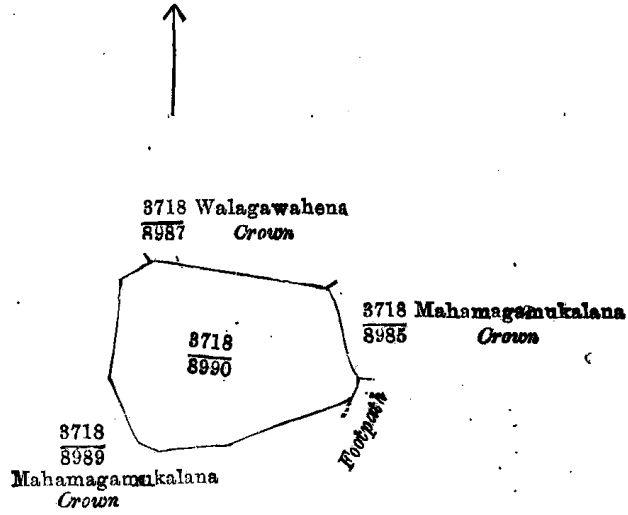 3718 Walagawahena
8987 Crown
3718 Mahamagamukalana
8985 Crown
3718
8990
Footpath
3718
8989
Mahamagamukalana
Crown